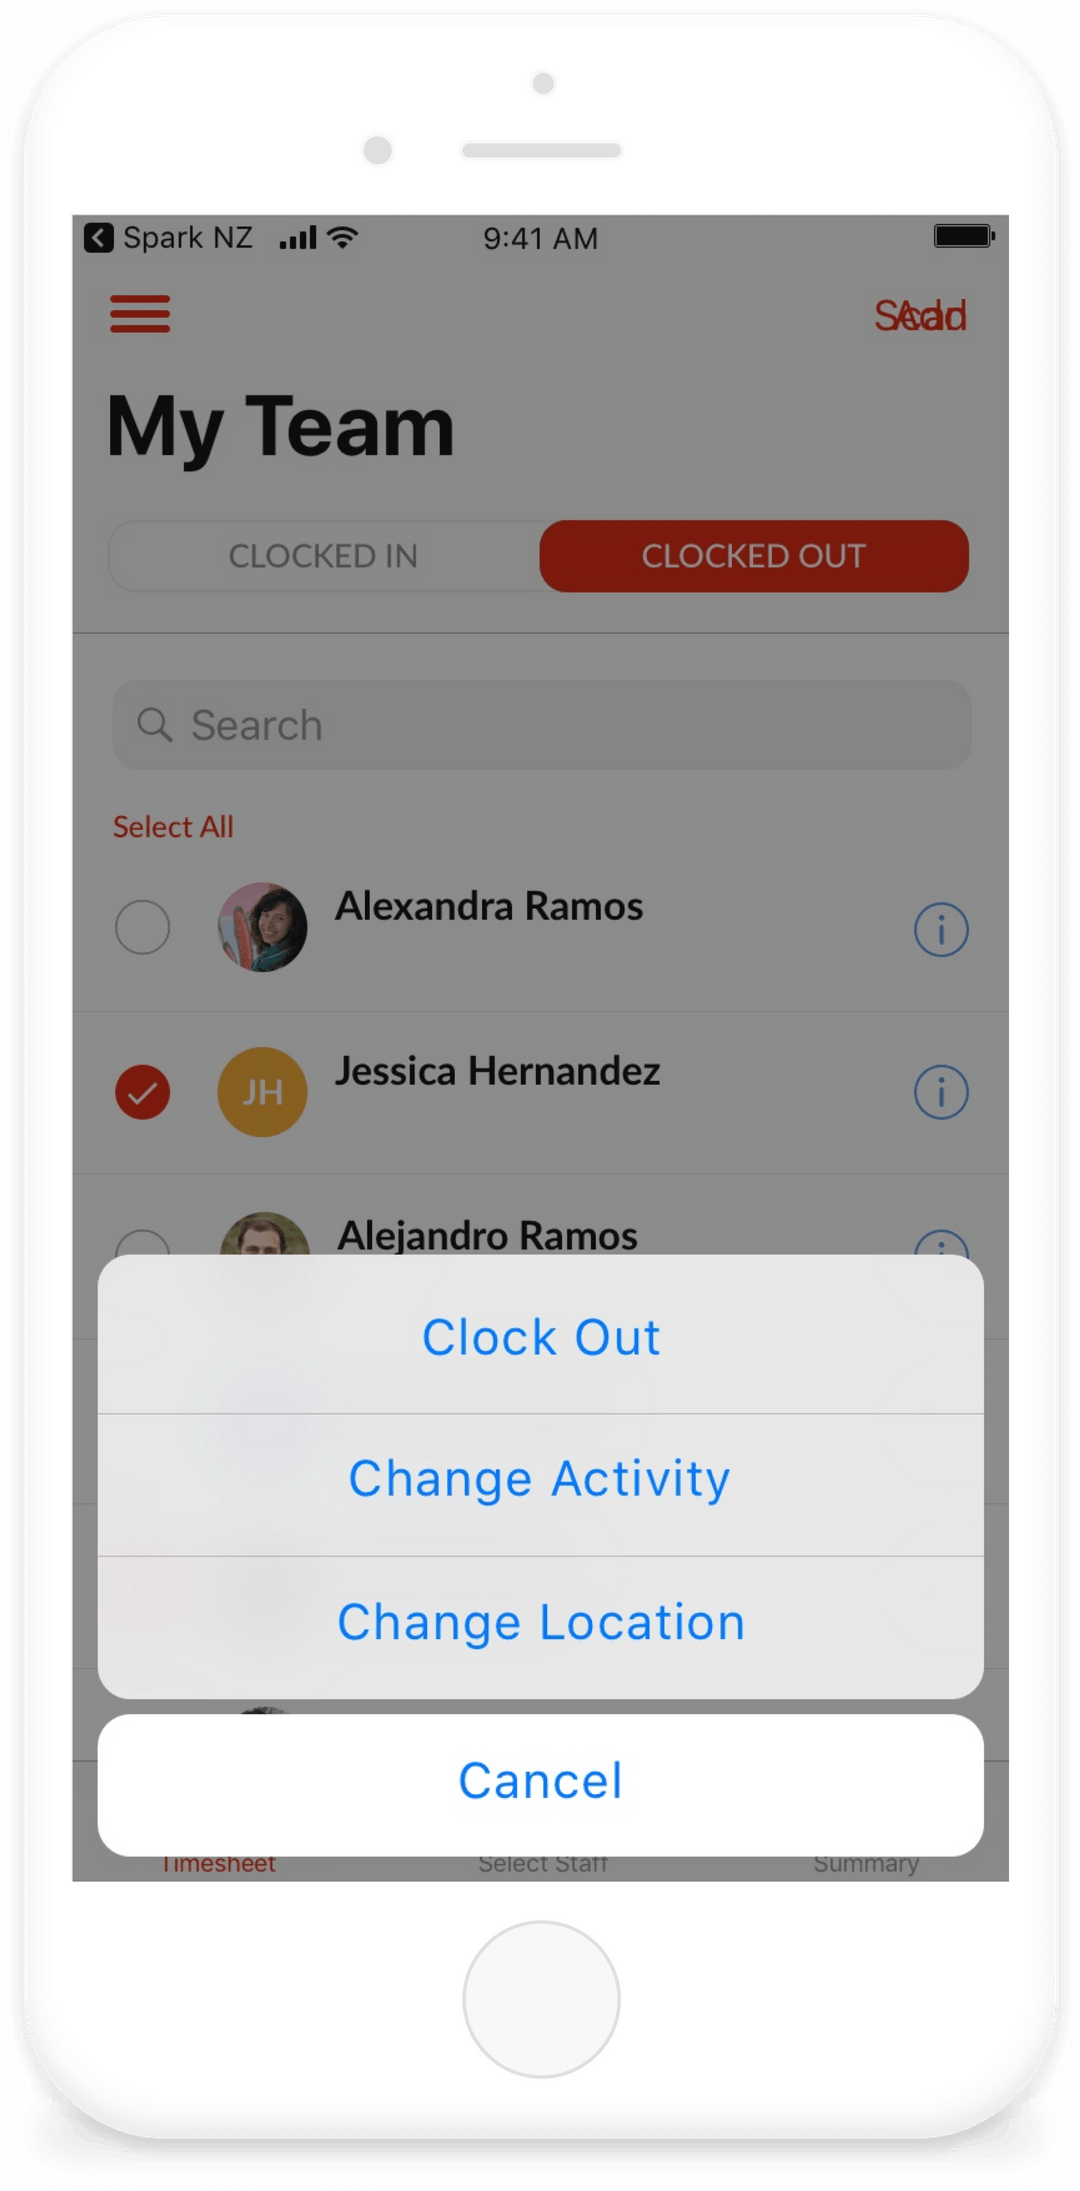 Spark NZ 9:41 AM
Add
My Team
CLOCKED IN CLOCKED OUT
Search
Select All
Alexandra Ramos
JH Jessica Hernandez
Alejandro Ramos
Clock Out
Change Activity
Change Location
Cancel
Timesheet Select Staff Summary